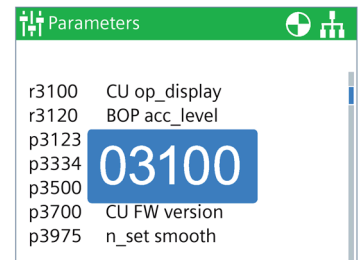 Parameters
r3100 CU op_display
r3120 BOP acc_level
p3123
p3334
p3500
03100
p3700 CU FW version
p3975 n_set smooth